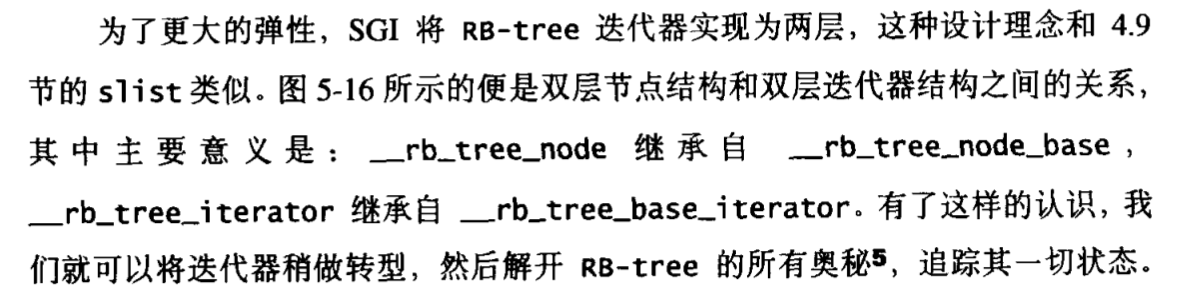 为了更大的弹性，SGI 将 RB-tree 迭代器实现为两层，这种设计理念和 4.9
节的 slist 类似。图 5-16 所示的便是双层节点结构和双层迭代器结构之间的关系，
其中主要意义是：__rb_tree_node 继承自 __rb_tree_node_base，
__rb_tree_iterator 继承自 __rb_tree_base_iterator。有了这样的认识，我
们就可以将迭代器稍做转型，然后解开 RB-tree 的所有奥秘5，追踪其一切状态。